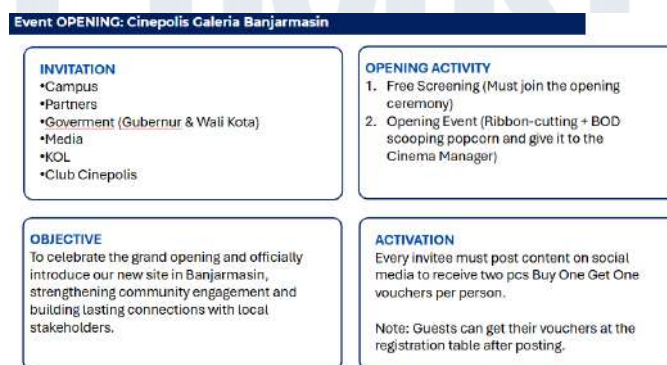 Event OPENING: Cinepolis Galeria Banjarmasin
INVITATION
•Campus
•Partners
•Goverment (Gubernur & Wali Kota)
•Media
•KOL
•Club Cinepolis
OPENING ACTIVITY
1. Free Screening (Must join the opening
ceremony)
2. Opening Event (Ribbon-cutting + BOD
scooping popcorn and give it to the
Cinema Manager)
OBJECTIVE
To celebrate the grand opening and officially
introduce our new site in Banjarmasin,
strengthening community engagement and
building lasting connections with local
stakeholders.
ACTIVATION
Every invitee must post content on social
media to receive two pcs Buy One Get One
vouchers per person.
Note: Guests can get their vouchers at the
registration table after posting.